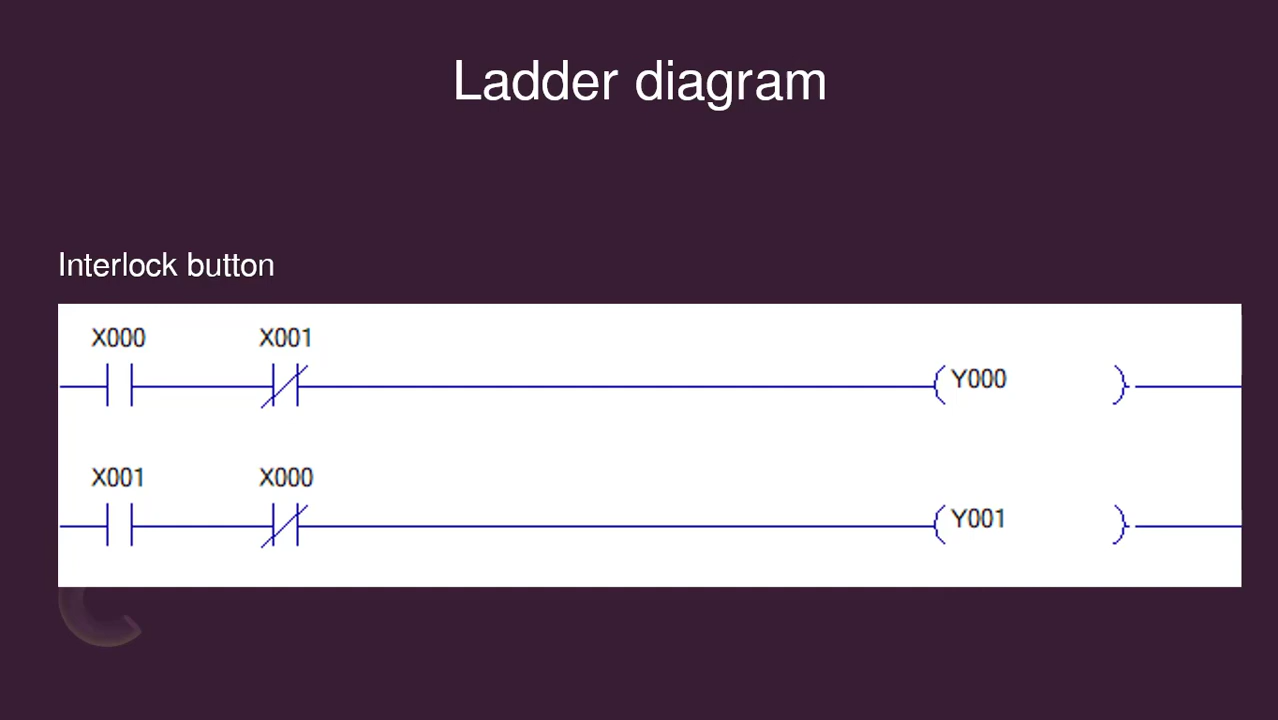 Ladder diagram
Interlock button
X000 X001
Y000
X001 X000
Y001